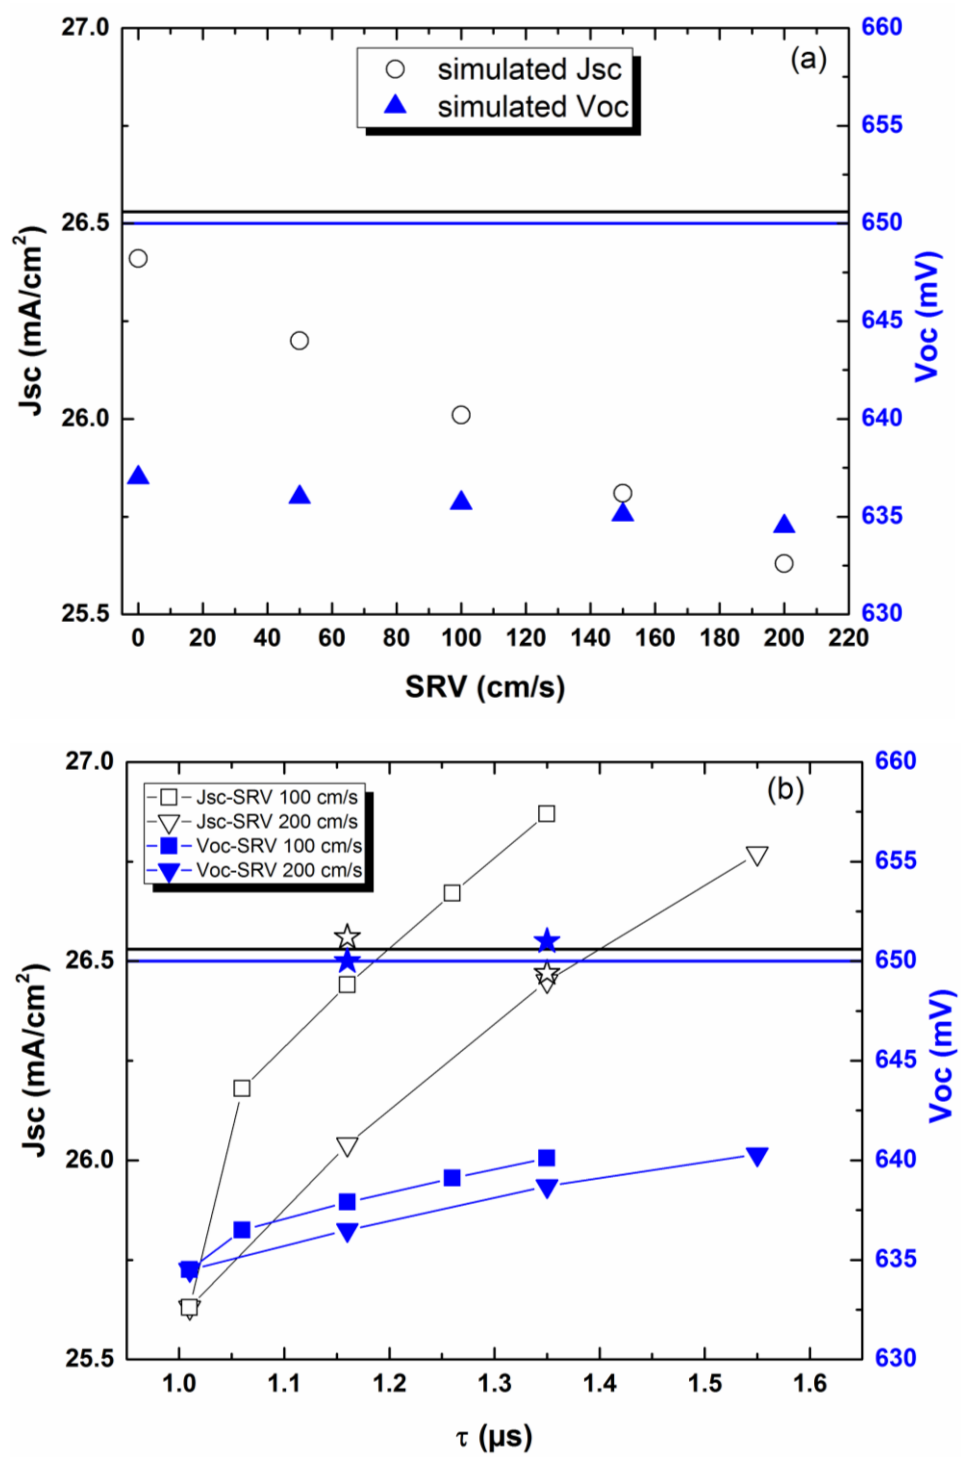 (a)
simulated Jsc
simulated Voc
27.0
26.5
26.0
25.5
Jsc (mA/cm²)
660
655
650
645
640
635
630
Voc (mV)
0 20 40 60 80 100 120 140 160 180 200 220
SRV (cm/s)
(b)
Jsc-SRV 100 cm/s
Jsc-SRV 200 cm/s
Voc-SRV 100 cm/s
Voc-SRV 200 cm/s
27.0
26.5
26.0
25.5
Jsc (mA/cm²)
660
655
650
645
640
635
630
Voc (mV)
1.0 1.1 1.2 1.3 1.4 1.5 1.6
τ (μs)